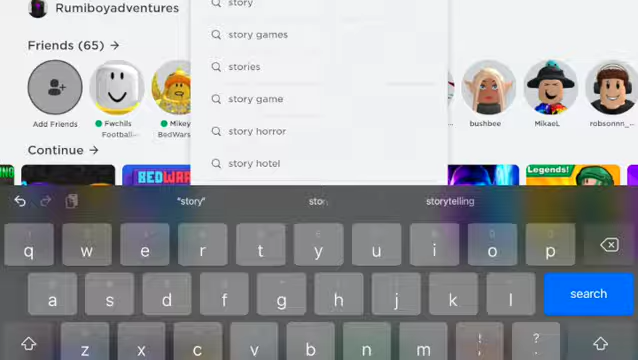 story
Rumiboyadventures
story games
Friends (65) →
stories
story game
story horror
story hotel
Add Friends
Fwchils
Football-
Mikey
BedWars
bushbee
MikaeL
robsonnn_...
Continue →
BEDWAR
Legends!
"story"
storytelling
q w e r t y u i o p
a s d f g h j k l search
z x c v b n m ! , ? .